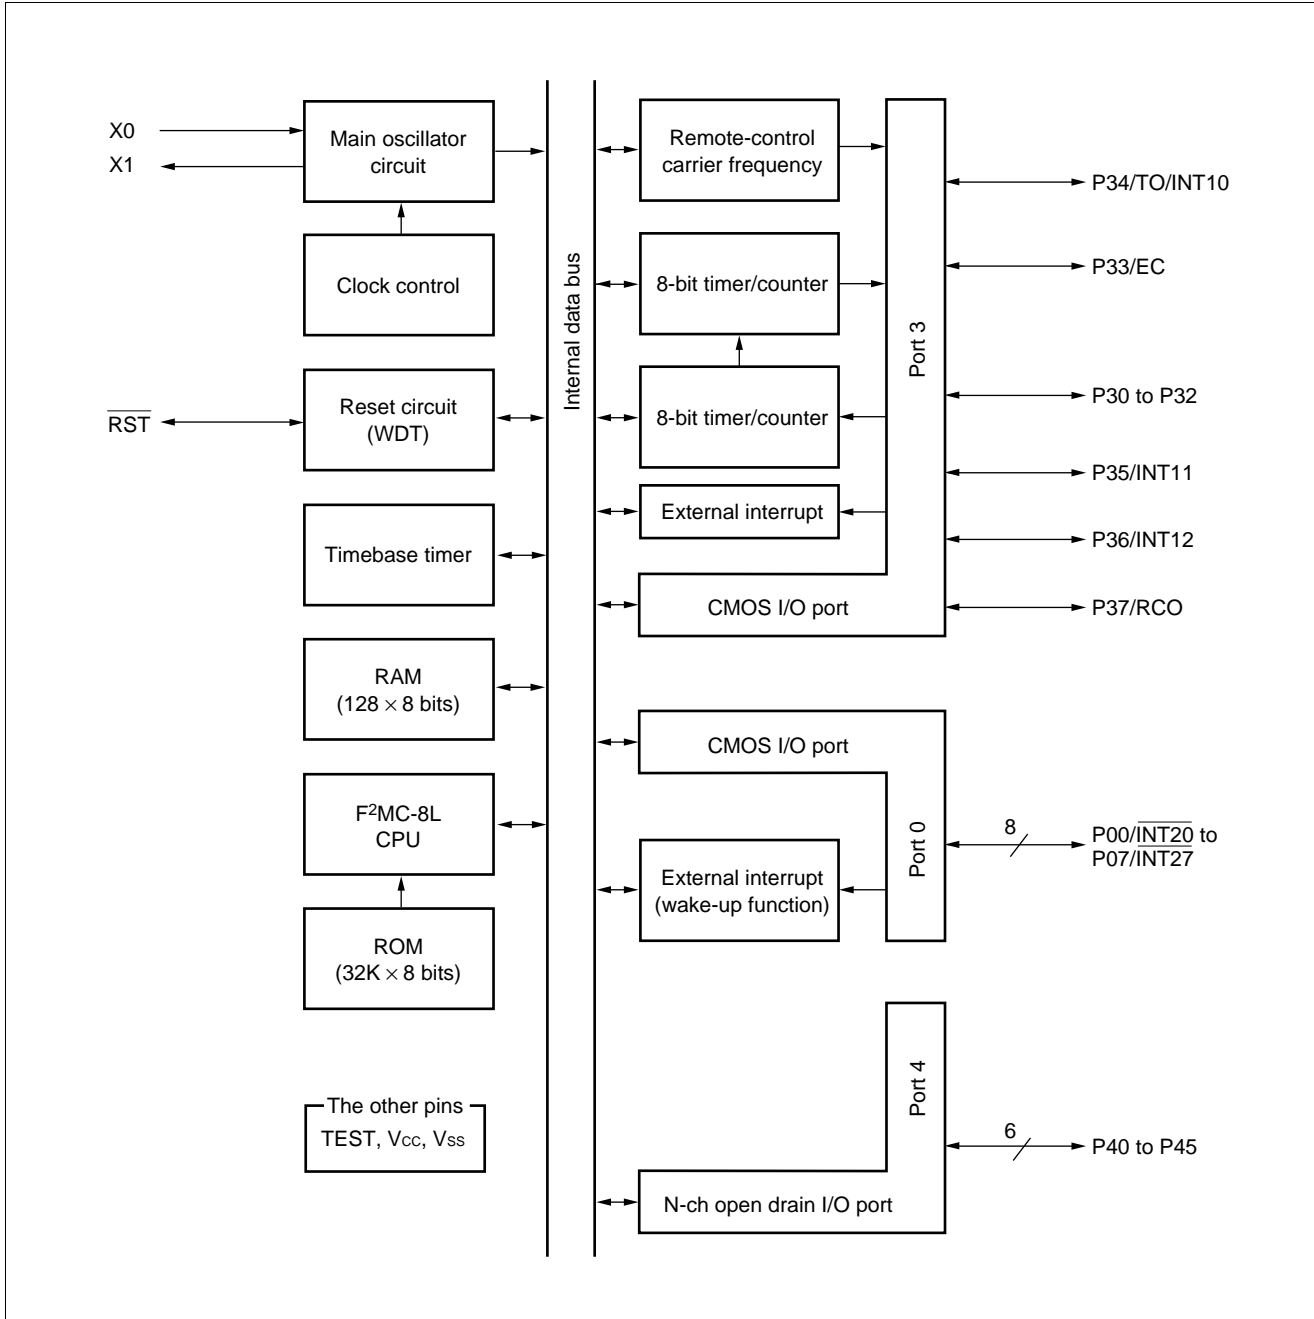 X0
X1
Main oscillator
circuit
Clock control
RST
Reset circuit
(WDT)
Timebase timer
RAM
(128 × 8 bits)
F²MC-8L
CPU
ROM
(32K × 8 bits)
The other pins
TEST, VCC, VSS
Internal data bus
Remote-control
carrier frequency
8-bit timer/counter
8-bit timer/counter
External interrupt
CMOS I/O port
Port 3
P34/TO/INT10
P33/EC
P30 to P32
P35/INT11
P36/INT12
P37/RCO
CMOS I/O port
External interrupt
(wake-up function)
Port 0
8
P00/INT20 to
P07/INT27
Port 4
N-ch open drain I/O port
6
P40 to P45